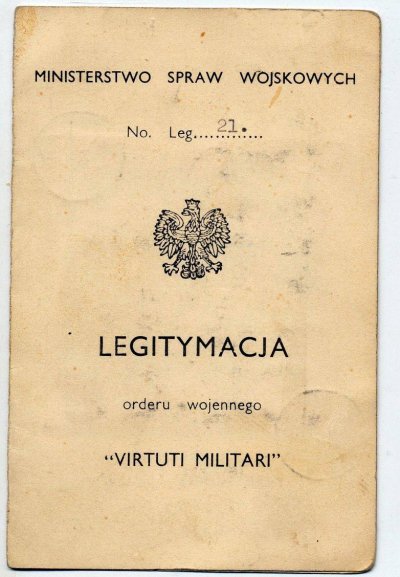 MINISTERSTWO SPRAW WOJSKOWYCH
No. Leg.....21......
LEGITYMACJA
orderu wojennego
"VIRTUTI MILITARI"